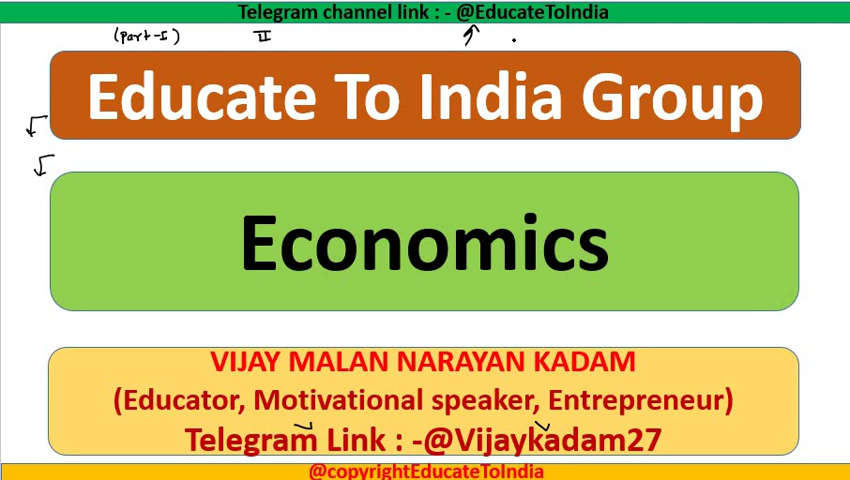 Telegram channel link : - @EducateToIndia
(Part-I) II
Educate To India Group
Economics
VIJAY MALAN NARAYAN KADAM
(Educator, Motivational speaker, Entrepreneur)
Telegram Link : -@Vijaykadam27
@copyrightEducateToIndia